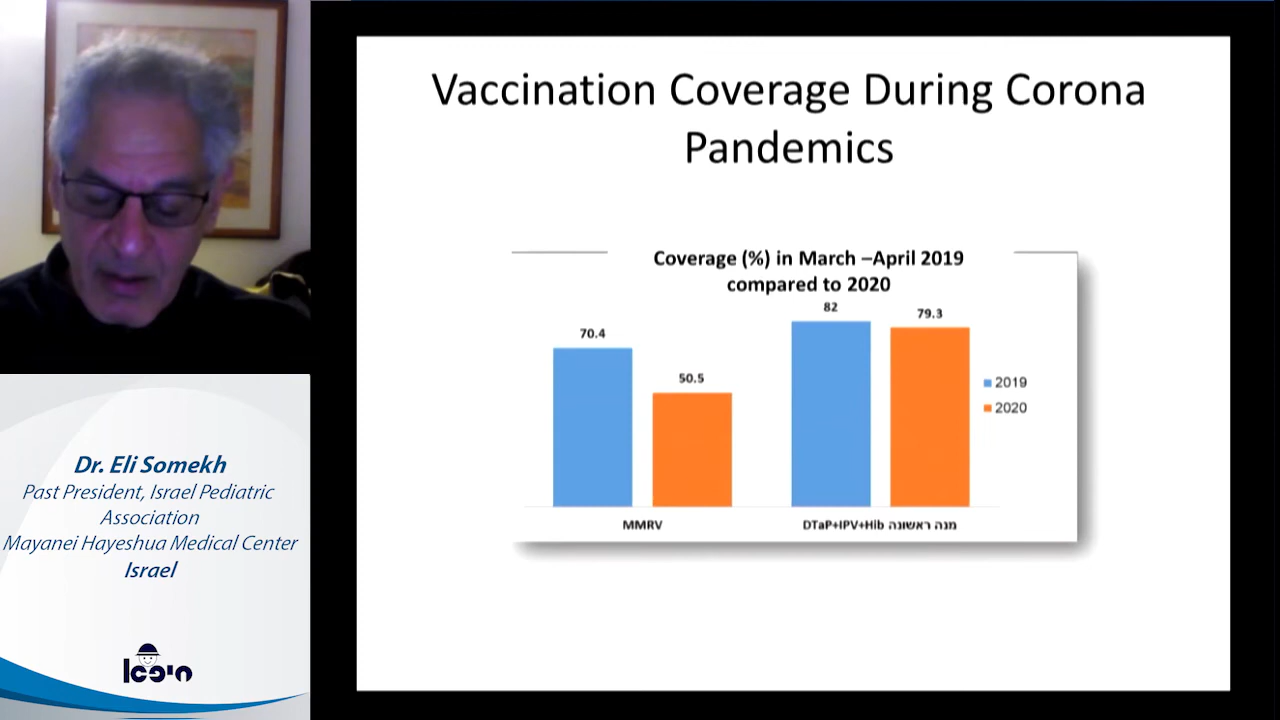 Vaccination Coverage During Corona
Pandemics
Coverage (%) in March –April 2019
compared to 2020
70.4
50.5
82
79.3
2019
2020
MMRV
DTaP+IPV+Hib מנה ראשונה
Dr. Eli Somekh
Past President, Israel Pediatric
Association
Mayanei Hayeshua Medical Center
Israel
חיפכא